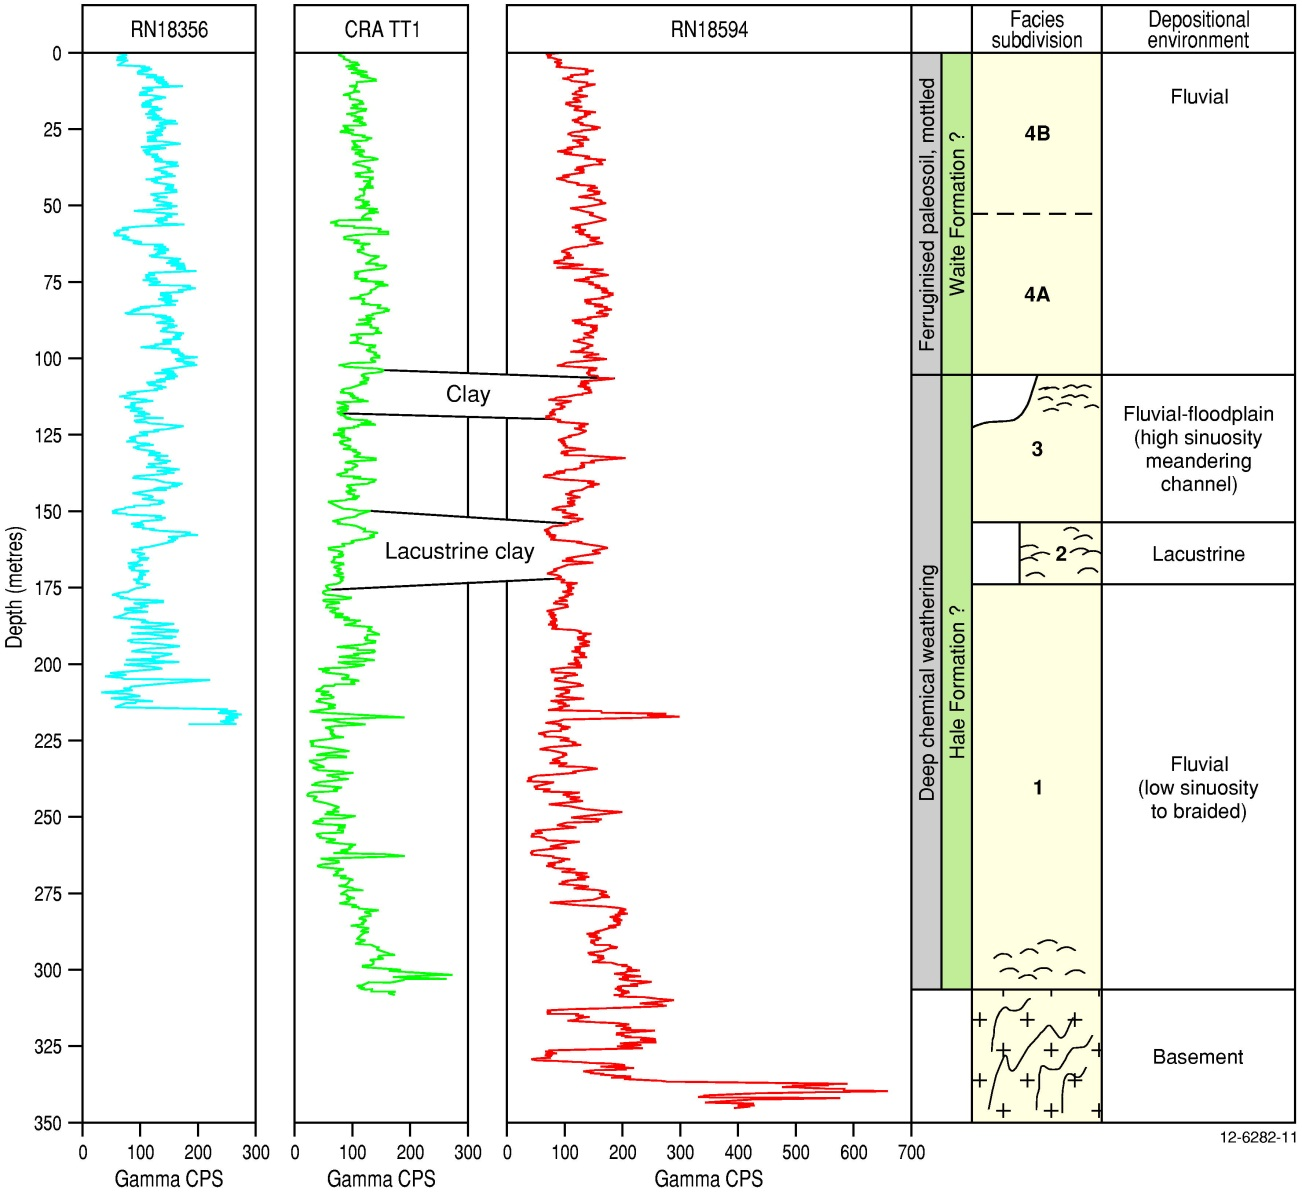 RN18356
CRA TT1
RN18594
Facies
subdivision
Depositional
environment
0
25
50
75
100
125
150
175
200
225
250
275
300
325
350
Depth (metres)
Clay
Lacustrine clay
Ferruginised paleosoil, mottled
Deep chemical weathering
Waite Formation ?
Hale Formation ?
4B
4A
3
2
1
Fluvial
Fluvial-floodplain
(high sinuosity
meandering
channel)
Lacustrine
Fluvial
(low sinuosity
to braided)
Basement
0 100 200 300
Gamma CPS
0 100 200 300
Gamma CPS
0 100 200 300 400 500 600 700
Gamma CPS
12-6282-11